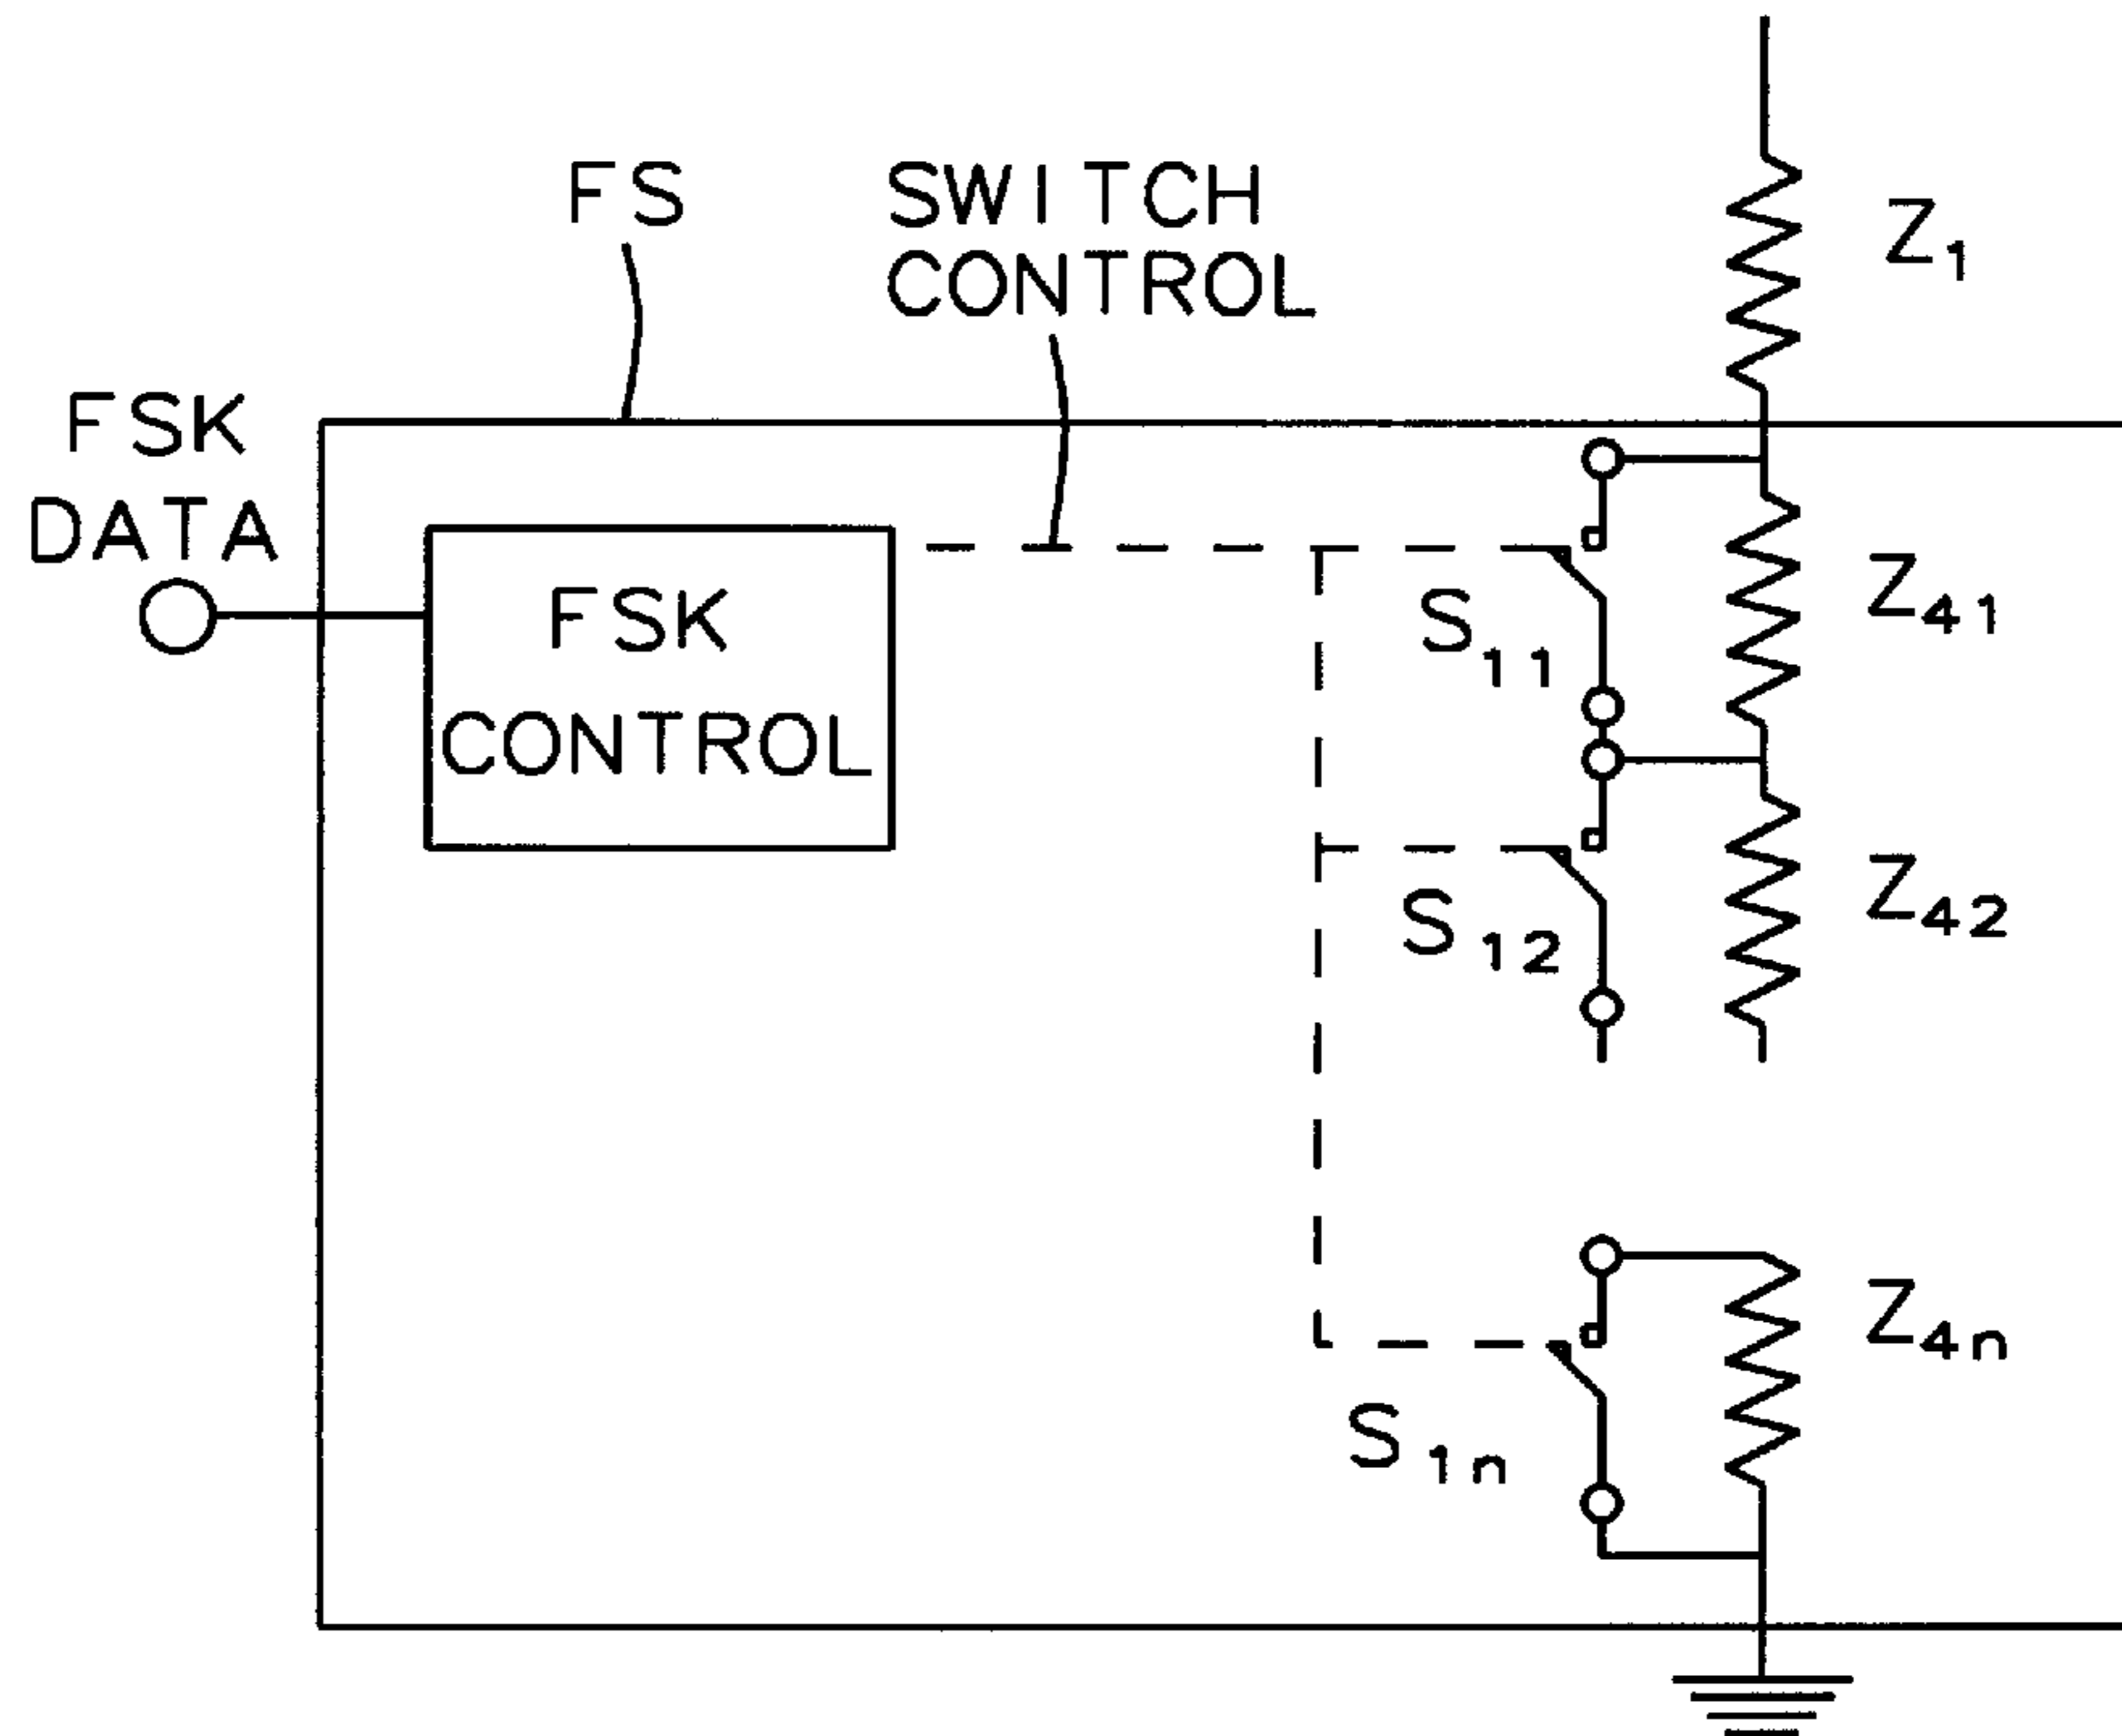 FS
SWITCH
CONTROL
Z1
FSK
DATA
FSK
CONTROL
S11
Z41
S12
Z42
Z4n
S1n